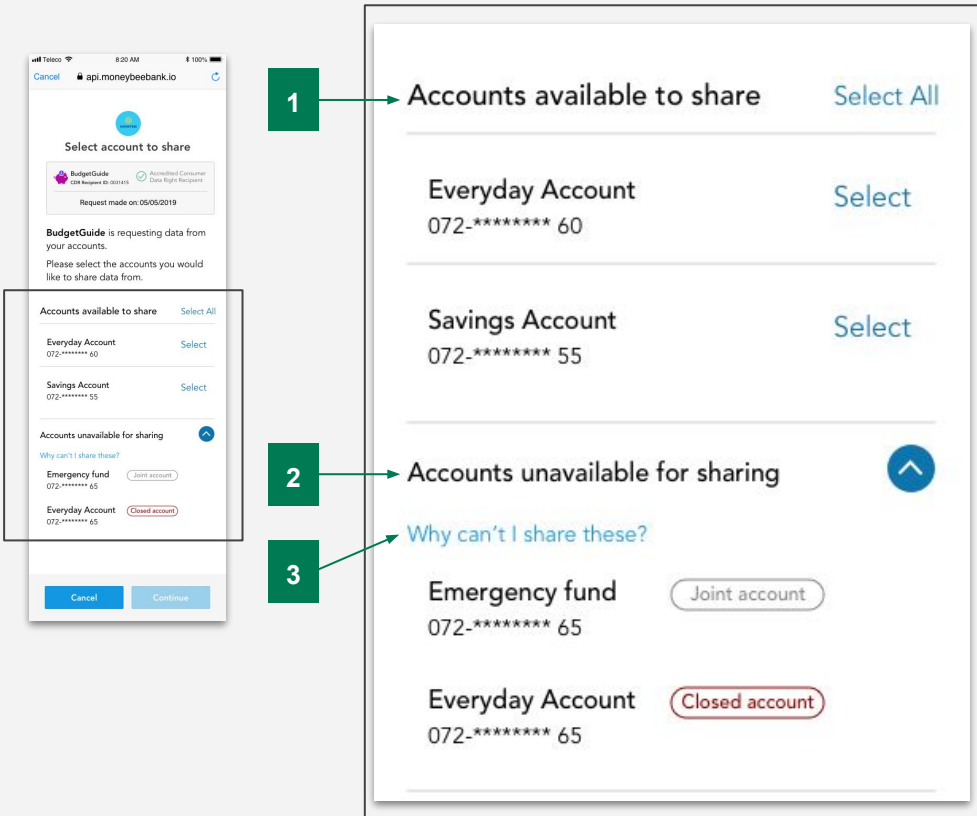 Teleco 8:20 AM 100%
Cancel api.moneybeebank.io
Select account to share
BudgetGuide
CDR Recipient ID: 0031415
Accredited Consumer
Data Right Recipient
Request made on: 05/05/2019
BudgetGuide is requesting data from
your accounts.
Please select the accounts you would
like to share data from.
Accounts available to share Select All
Everyday Account Select
072-******** 60
Savings Account Select
072-******** 55
Accounts unavailable for sharing
Why can't I share these?
Emergency fund Joint account
072-******** 65
Everyday Account Closed account
072-******** 65
Cancel Continue
1
Accounts available to share Select All
Everyday Account Select
072-******** 60
Savings Account Select
072-******** 55
2
Accounts unavailable for sharing
3
Why can't I share these?
Emergency fund Joint account
072-******** 65
Everyday Account Closed account
072-******** 65